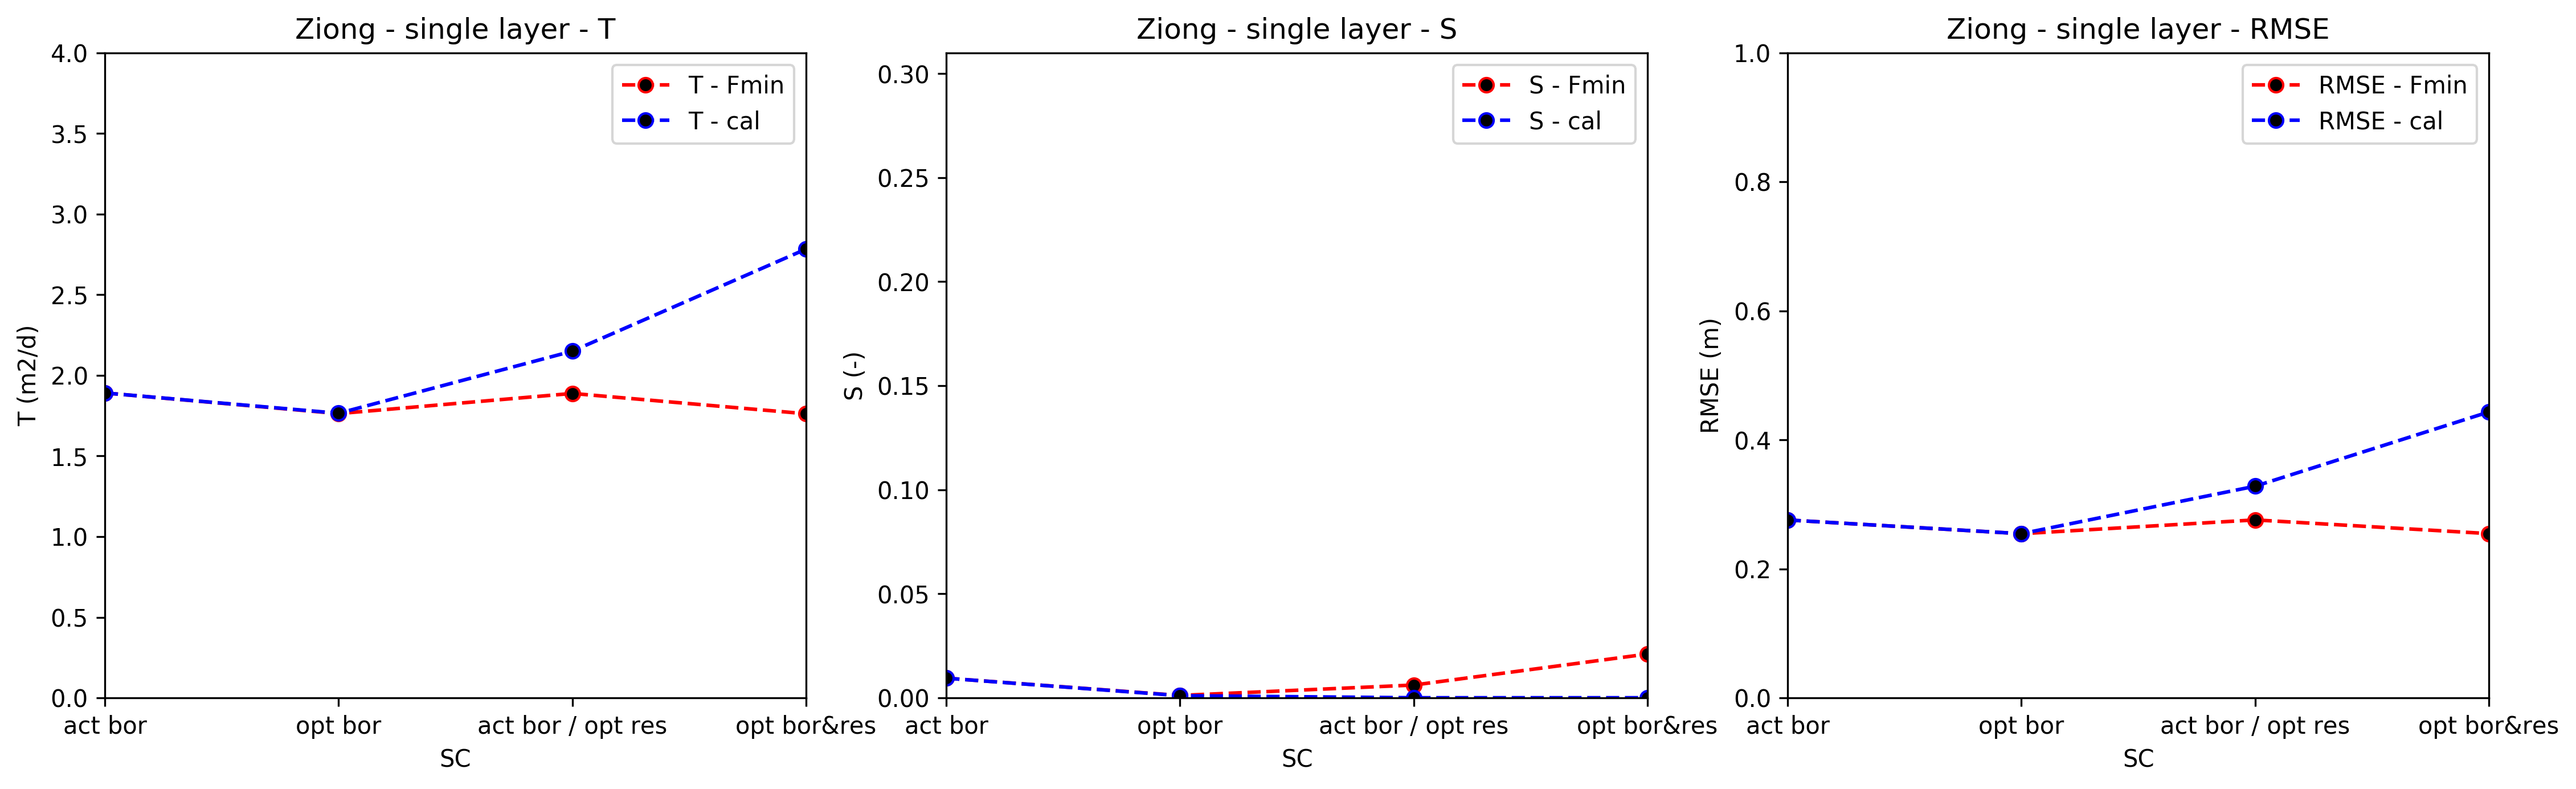 Ziong - single layer - T
4.0
3.5
3.0
2.5
2.0
1.5
1.0
0.5
0.0
T (m2/d)
T - Fmin
T - cal
act bor
opt bor
act bor / opt res
opt bor&res
SC
Ziong - single layer - S
0.30
0.25
0.20
0.15
0.10
0.05
0.00
S (-)
S - Fmin
S - cal
act bor
opt bor
act bor / opt res
opt bor&res
SC
Ziong - single layer - RMSE
1.0
0.8
0.6
0.4
0.2
0.0
RMSE (m)
RMSE - Fmin
RMSE - cal
act bor
opt bor
act bor / opt res
opt bor&res
SC